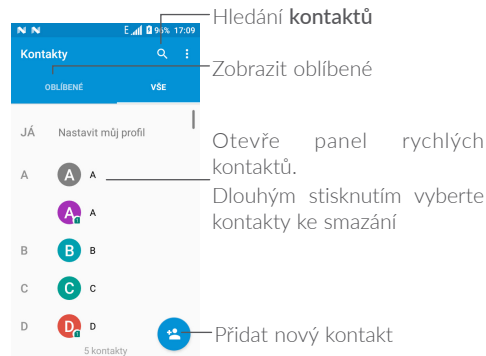 Hledání kontaktů
E 96% 17:09
Kontakty
Zobrazit oblíbené
OBLÍBENÉ VŠE
JÁ Nastavit můj profil
Otevře panel rychlých
kontaktů.
Dlouhým stisknutím vyberte
kontakty ke smazání
A A A
A A
B B B
C C C
D D D
Přidat nový kontakt
5 kontakty